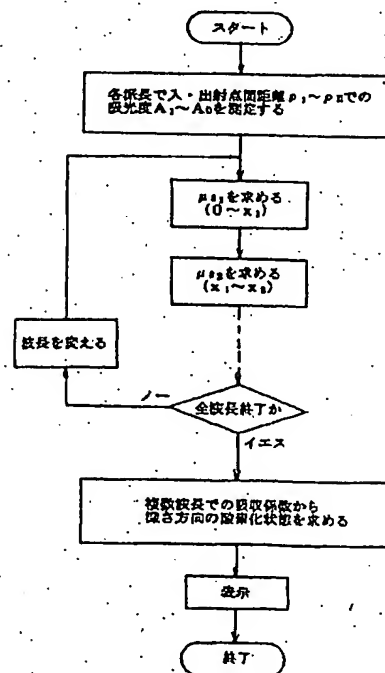 スタート
各波長で入・出射点間距離ρ₁～ρnでの
吸光度A₁～Anを測定する
μa₁を求める
(0～x₁)
μa₂を求める
(x₁～x₂)
波長を変える
ノー
全波長終了か
イエス
複数波長での吸収係数から
深さ方向の酸素化状態を求める
表示
終了